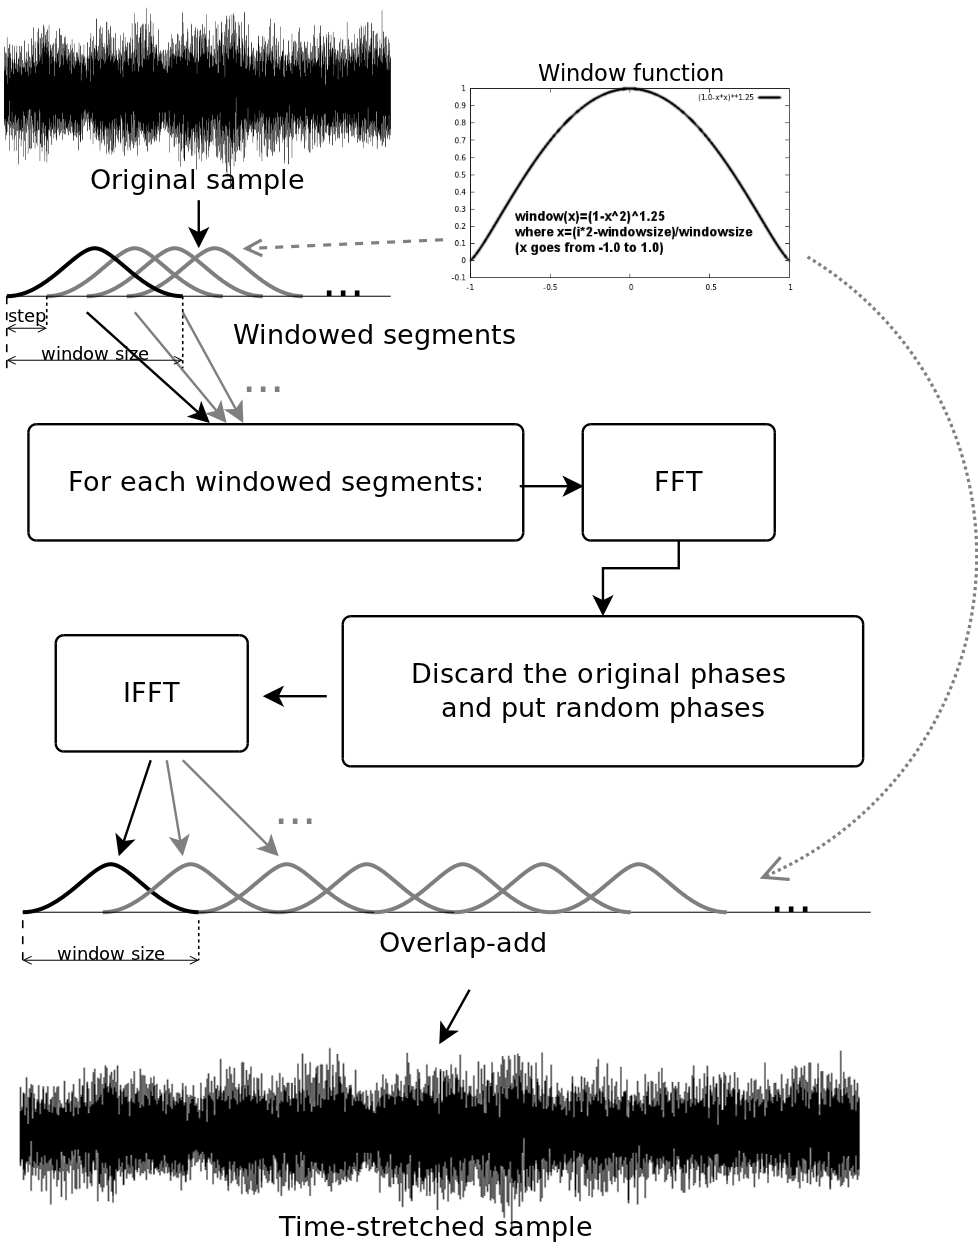 Original sample
Window function
(1.0-x*x)**1.25
1
0.9
0.8
0.7
0.6
0.5
0.4
0.3
0.2
0.1
0
-0.1
-1
-0.5
0
0.5
1
window(x)=(1-x^2)^1.25
where x=(i*2-windowsize)/windowsize
(x goes from -1.0 to 1.0)
...
step
window size
Windowed segments
...
For each windowed segments:
FFT
Discard the original phases
and put random phases
IFFT
...
...
window size
Overlap-add
Time-stretched sample